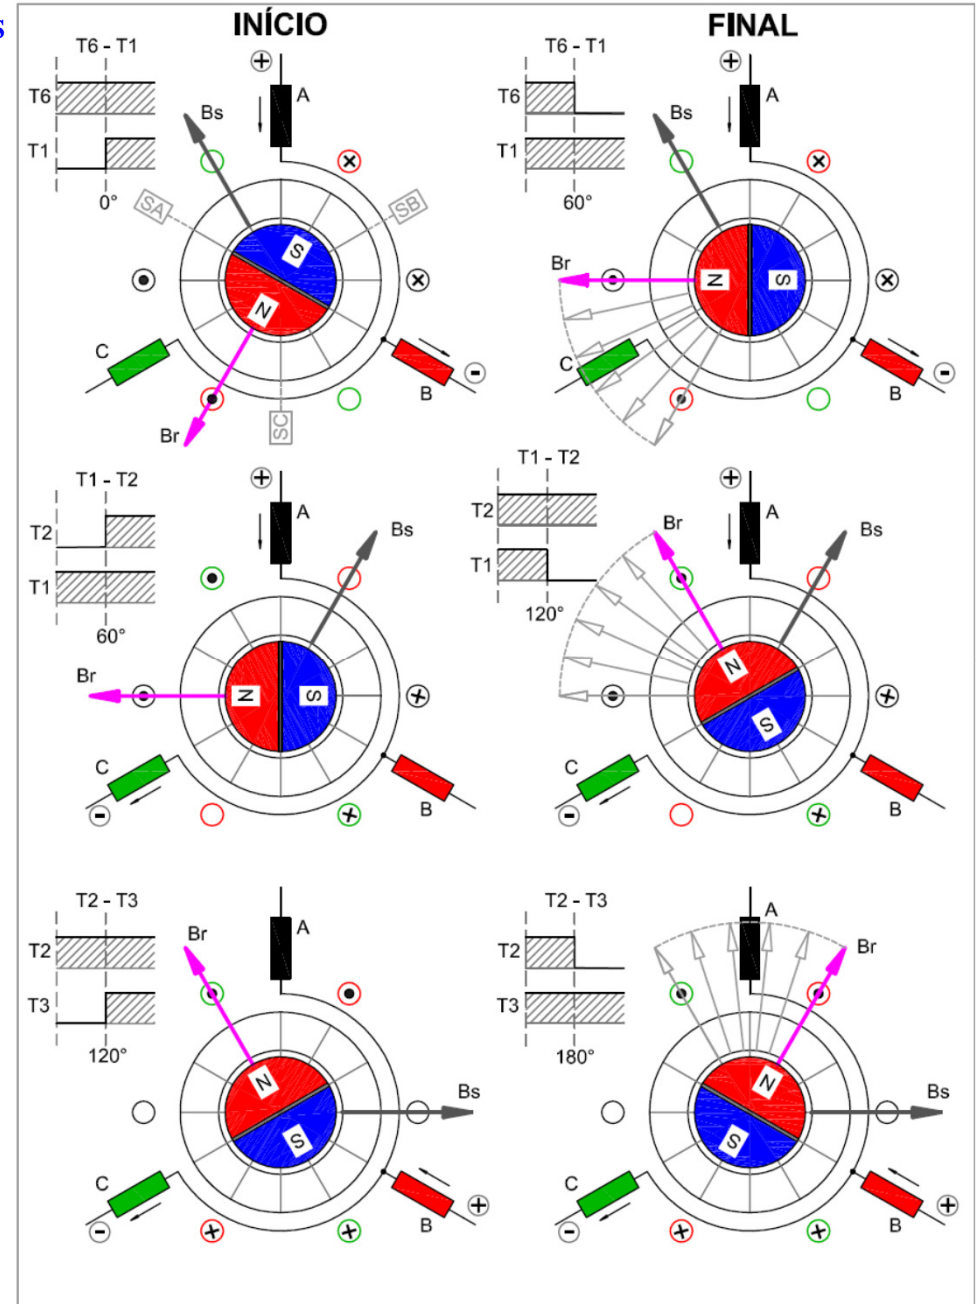 s
INÍCIO
FINAL
T6 - T1
T6
T1
0°
+
A
Bs
SA
SB
S
N
C
B
-
Br
SC
T6 - T1
T6
T1
60°
+
A
Bs
Br
N
S
C
B
-
T1 - T2
T2
T1
60°
+
A
Bs
Br
N
S
C
B
-
T1 - T2
T2
T1
120°
+
A
Br
Bs
N
S
C
B
-
T2 - T3
T2
T3
120°
A
Br
N
S
Bs
C
B
+
-
T2 - T3
T2
T3
180°
A
Br
N
S
Bs
C
B
+
-